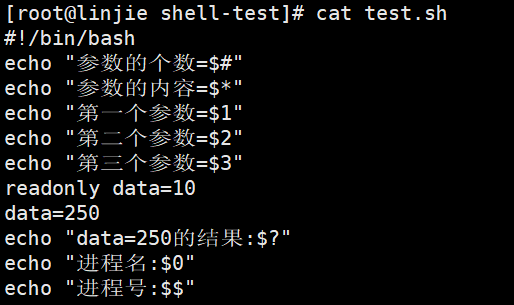 [root@linjie shell-test]# cat test.sh
#!/bin/bash
echo "参数的个数=$#"
echo "参数的内容=$*"
echo "第一个参数=$1"
echo "第二个参数=$2"
echo "第三个参数=$3"
readonly data=10
data=250
echo "data=250的结果:$?"
echo "进程名:$0"
echo "进程号:$$"